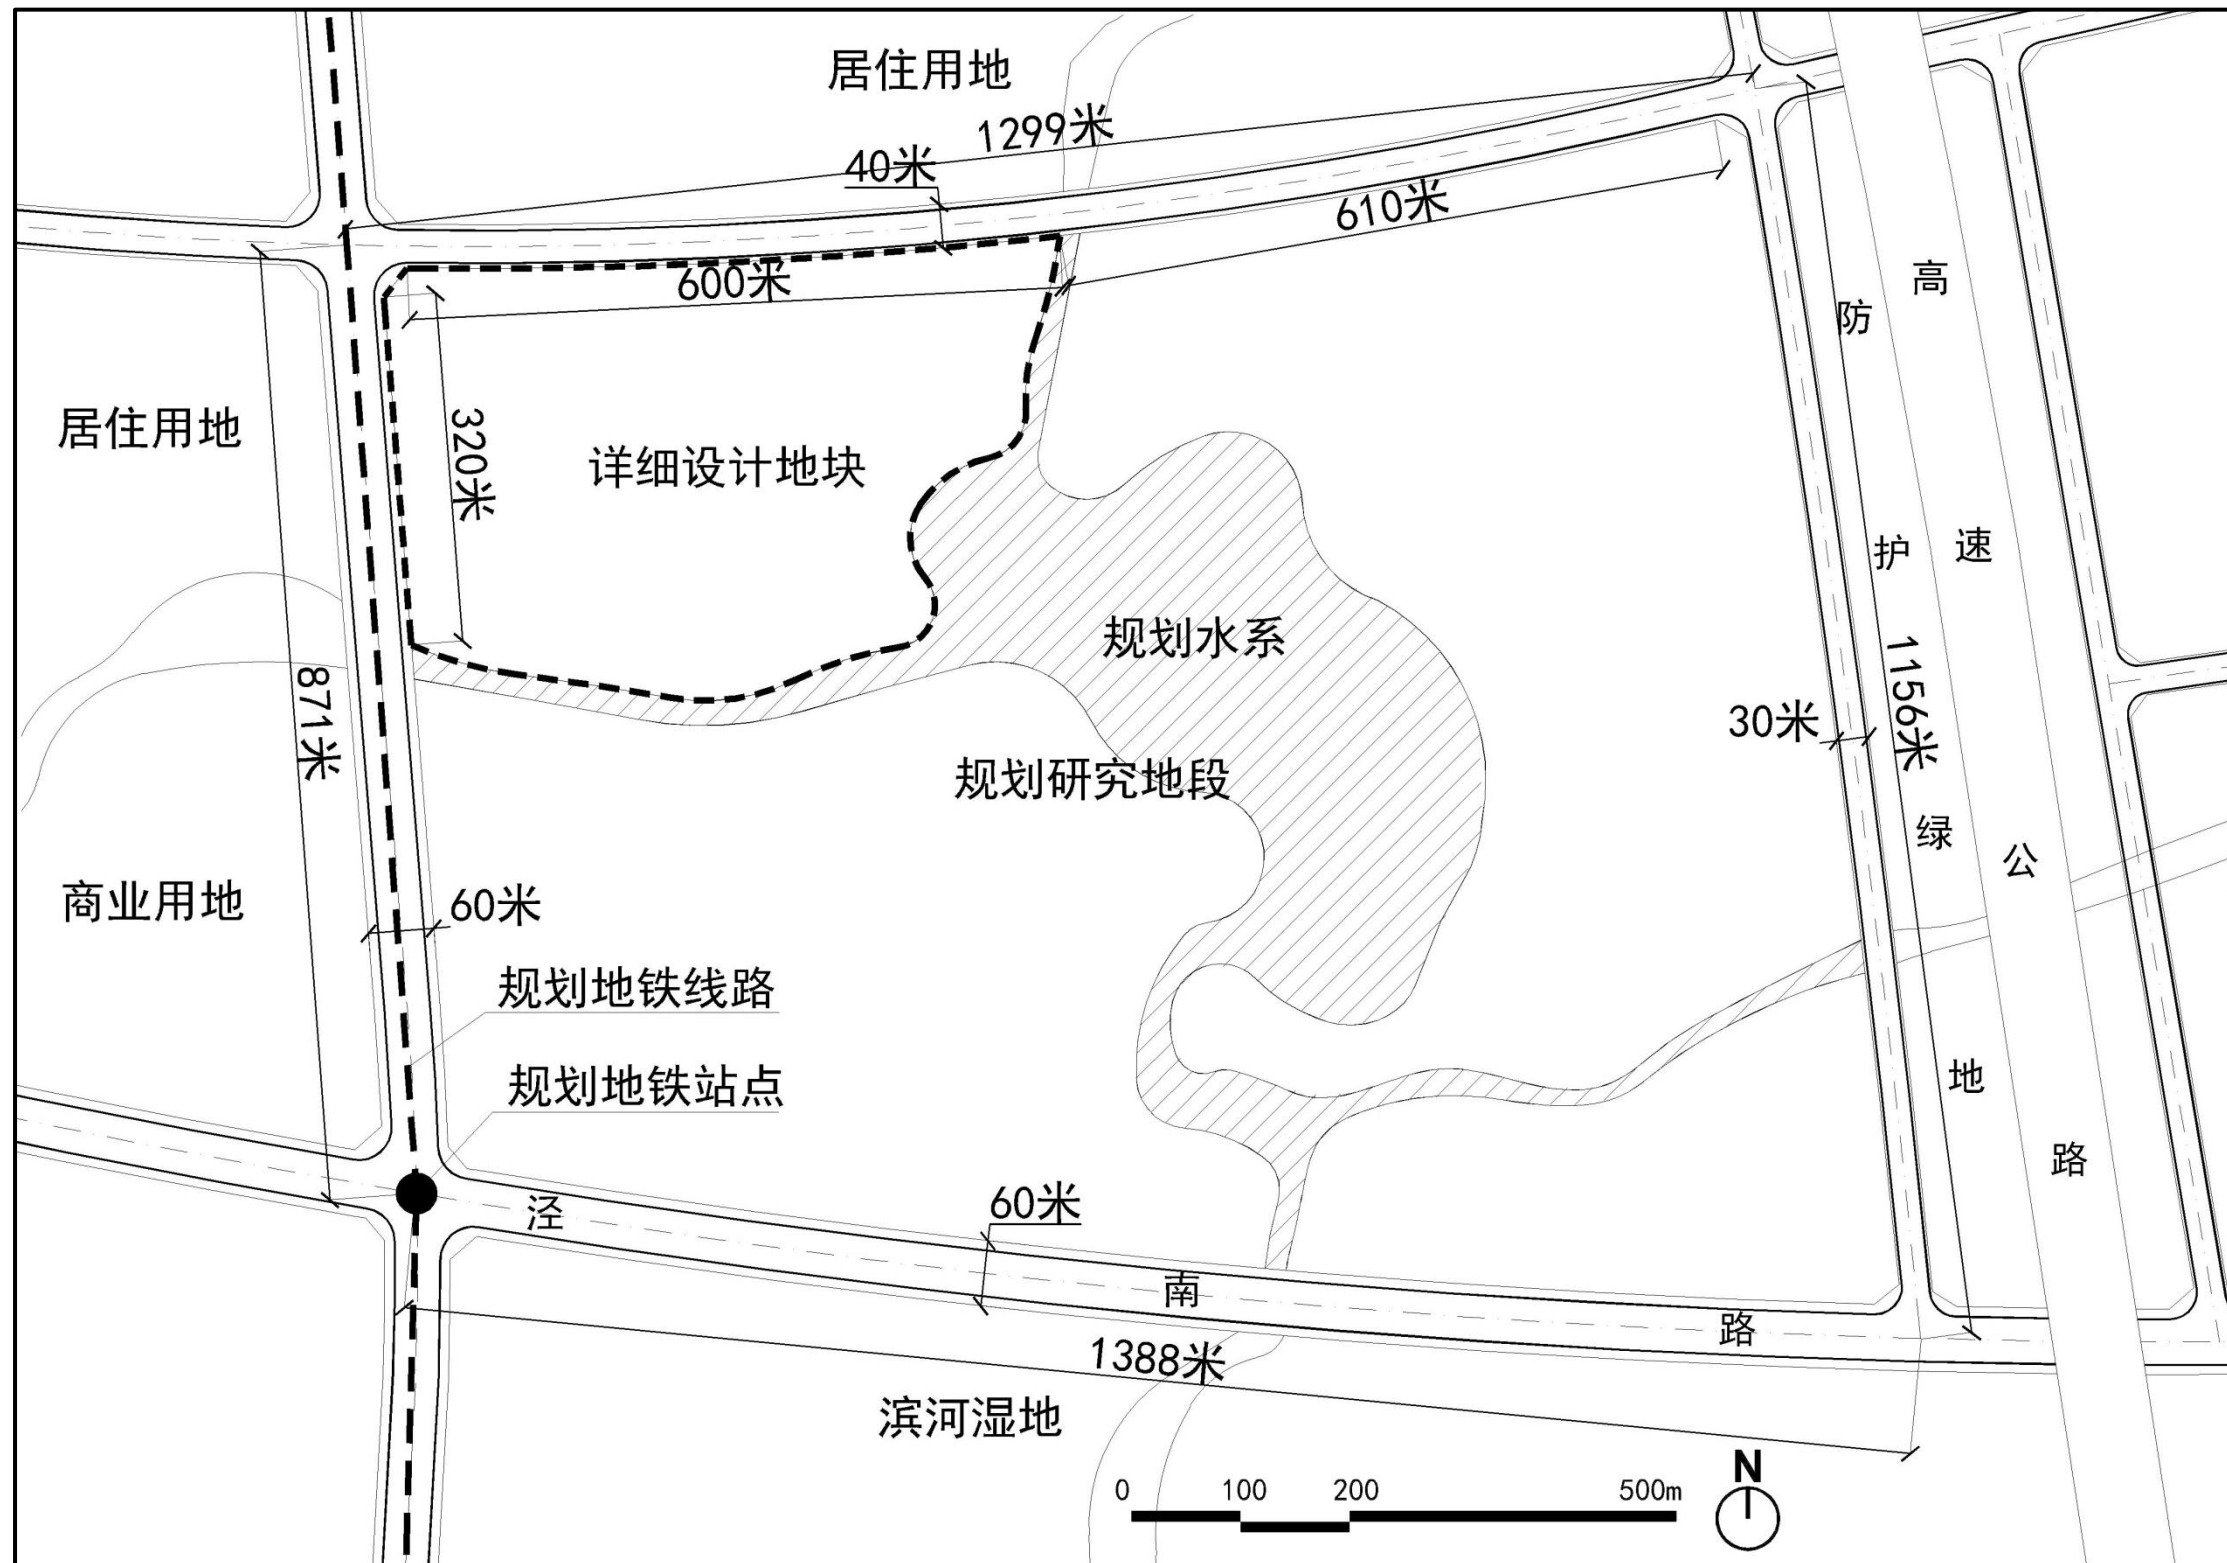 居住用地
1299米
40米
610米
600米
高
防
320米
居住用地
详细设计地块
速
护
规划水系
1156米
871米
30米
规划研究地段
绿
公
商业用地
60米
规划地铁线路
地
规划地铁站点
路
泾
60米
南
路
1388米
滨河湿地
N
0 100 200 500m